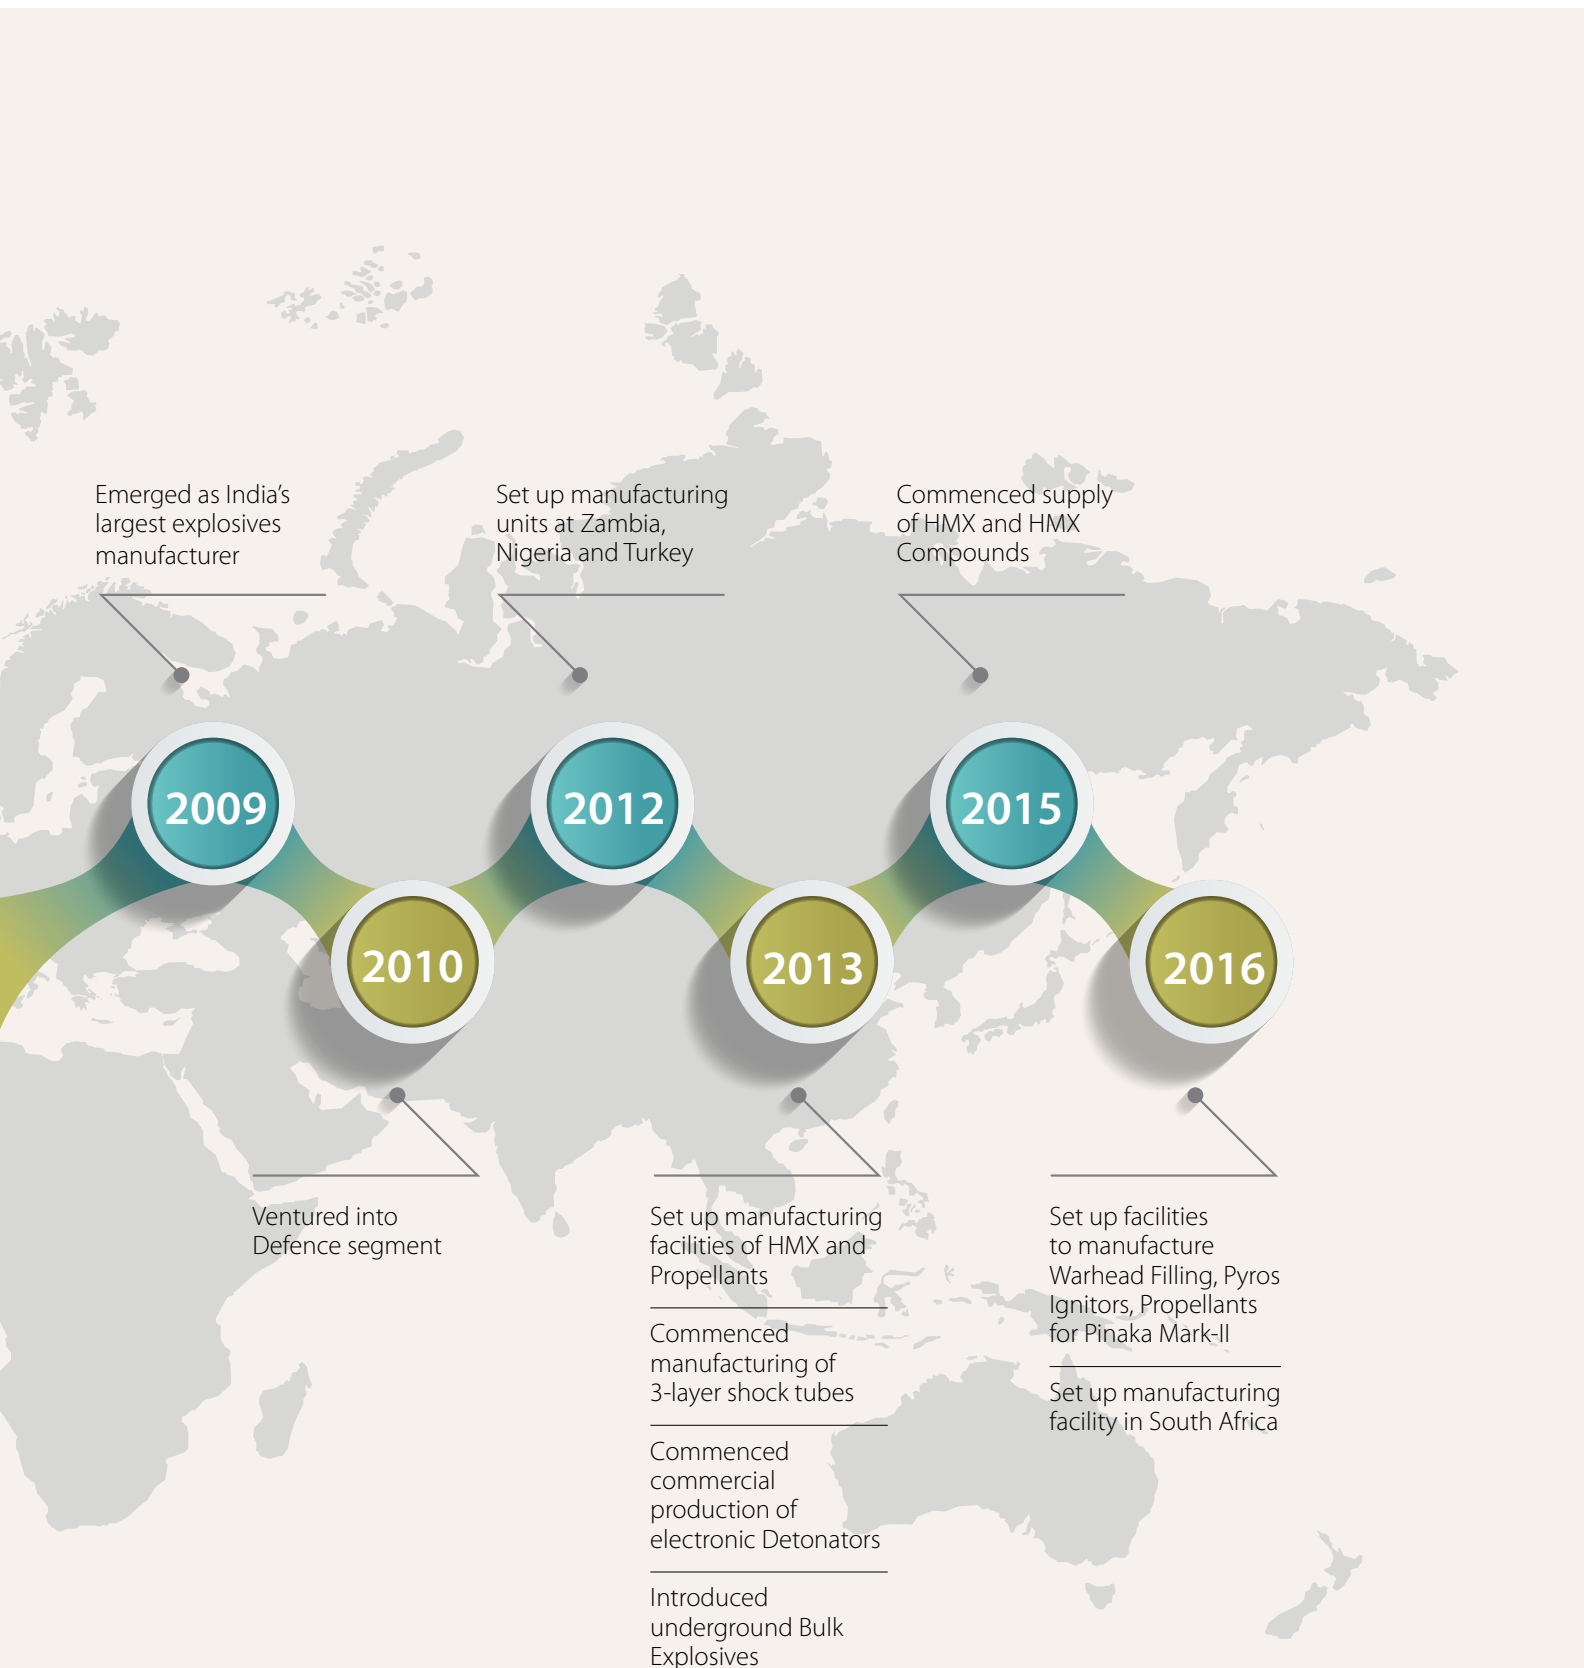 Emerged as India's
largest explosives
manufacturer
Set up manufacturing
units at Zambia,
Nigeria and Turkey
Commenced supply
of HMX and HMX
Compounds
2009
2012
2015
2010
2013
2016
Ventured into
Defence segment
Set up manufacturing
facilities of HMX and
Propellants
Commenced
manufacturing of
3-layer shock tubes
Commenced
commercial
production of
electronic Detonators
Introduced
underground Bulk
Explosives
Set up facilities
to manufacture
Warhead Filling, Pyros
Ignitors, Propellants
for Pinaka Mark-II
Set up manufacturing
facility in South Africa